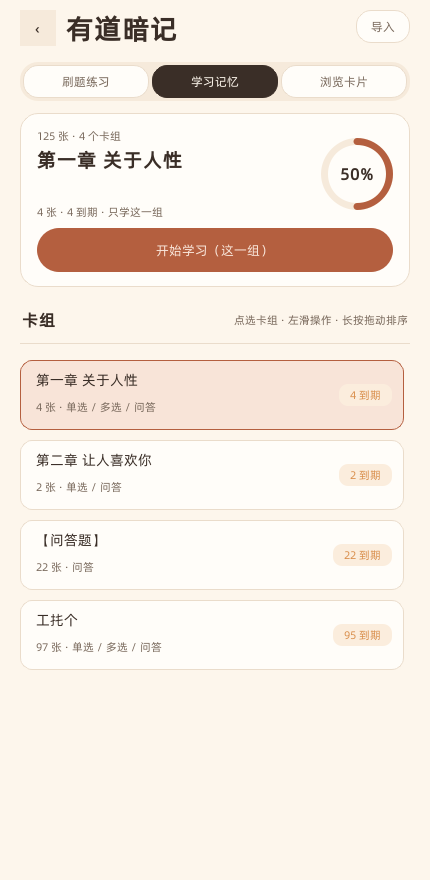 ‹
有道暗记
导入
刷题练习
学习记忆
浏览卡片
125 张 · 4 个卡组
第一章 关于人性
50%
4 张 · 4 到期 · 只学这一组
开始学习（这一组）
卡组
点选卡组 · 左滑操作 · 长按拖动排序
第一章 关于人性
4 张 · 单选 / 多选 / 问答
4 到期
第二章 让人喜欢你
2 张 · 单选 / 问答
2 到期
【问答题】
22 张 · 问答
22 到期
工扥个
97 张 · 单选 / 多选 / 问答
95 到期